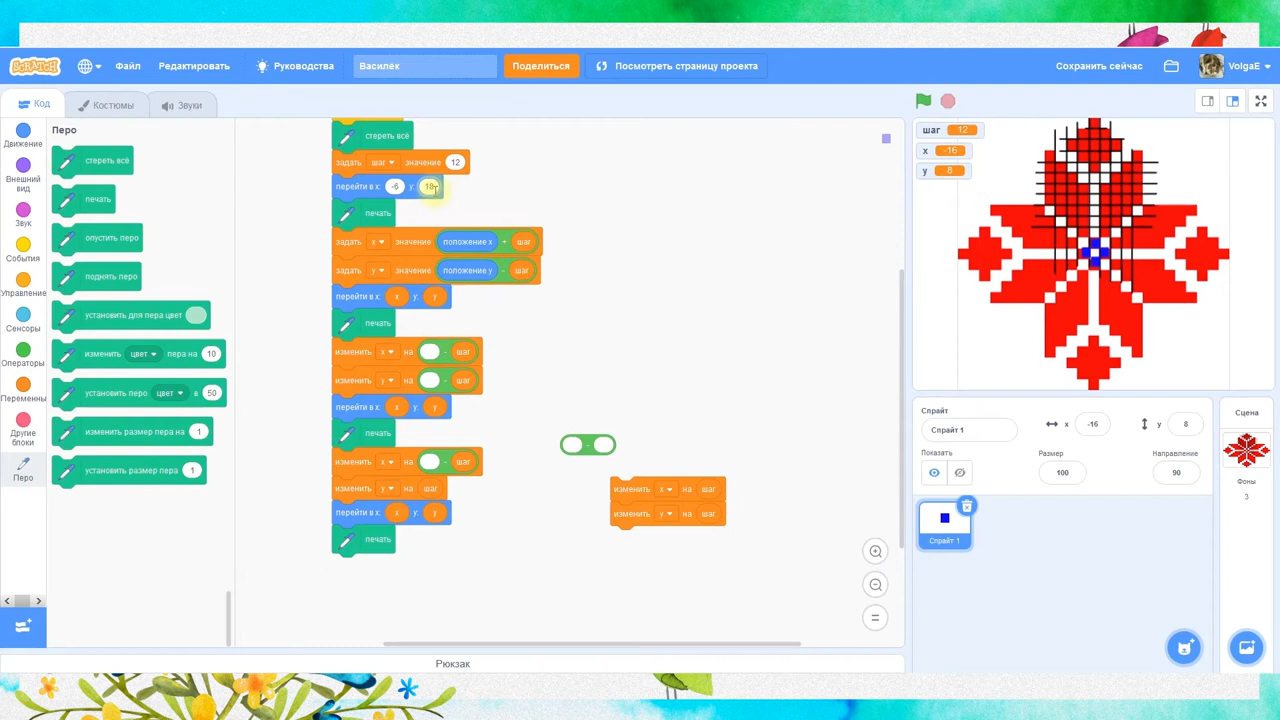 SCRATCH
Файл
Редактировать
Руководства
Василёк
Поделиться
Посмотреть страницу проекта
Сохранить сейчас
VolgaE
Код
Костюмы
Звуки
Движение
Внешний
вид
Звук
События
Управление
Сенсоры
Операторы
Переменны
Другие
блоки
Перо
Перо
стереть всё
печать
опустить перо
поднять перо
установить для пера цвет
изменить цвет пера на 10
установить перо цвет в 50
изменить размер пера на 1
установить размер пера 1
стереть всё
задать шаг значение 12
перейти в x: -6 y:
печать
задать x значение положение x + шаг
задать y значение положение y - шаг
перейти в x: x y: y
печать
изменить x на - шаг
изменить y на - шаг
перейти в x: x y: y
печать
изменить x на - шаг
изменить y на шаг
перейти в x: x y: y
печать
-
изменить x на шаг
изменить y на шаг
шаг 12
x -16
y 8
Спрайт
Спрайт 1
x -16
y 8
Показать
Размер
100
Направление
90
Спрайт 1
Сцена
Фоны
3
Рюкзак